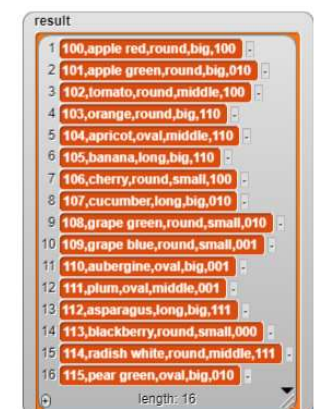 result
1 100,apple red,round,big,100
2 101,apple green,round,big,010
3 102,tomato,round,middle,100
4 103,orange,round,big,110
5 104,apricot,oval,middle,110
6 105,banana,long,big,110
7 106,cherry,round,small,100
8 107,cucumber,long,big,010
9 108,grape green,round,small,010
10 109,grape blue,round,small,001
11 110,aubergine,oval,big,001
12 111,plum,oval,middle,001
13 112,asparagus,long,big,111
14 113,blackberry,round,small,000
15 114,radish white,round,middle,111
16 115,pear green,oval,big,010
length: 16